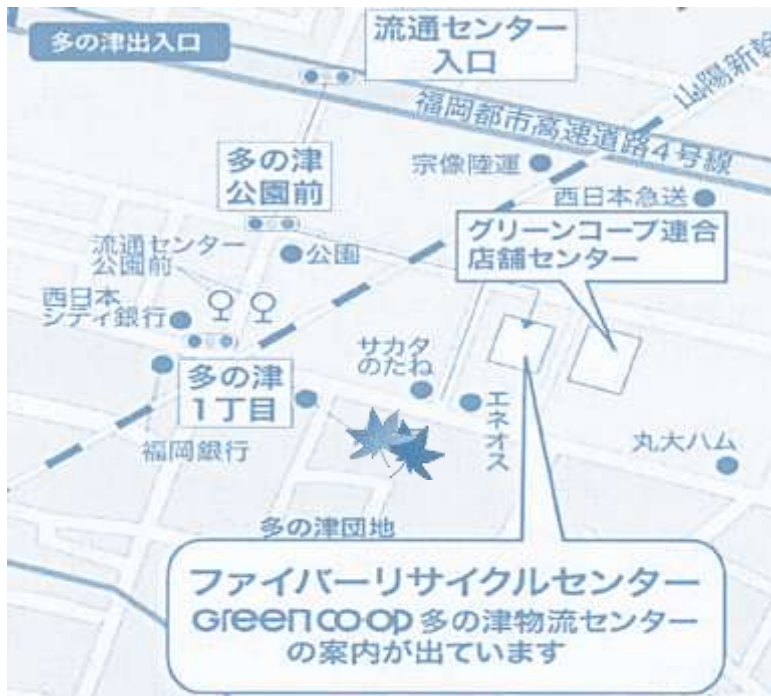 多の津出入口
流通センター
入口
山陽新幹
福岡都市高速道路4号線
多の津
公園前
宗像陸運
西日本急送
グリーンコープ連合
店舗センター
流通センター
公園前
公園
西日本
シティ銀行
サカタ
のたね
多の津
1丁目
エネオス
福岡銀行
丸大ハム
多の津団地
ファイバーリサイクルセンター
Green co-op 多の津物流センター
の案内が出ています